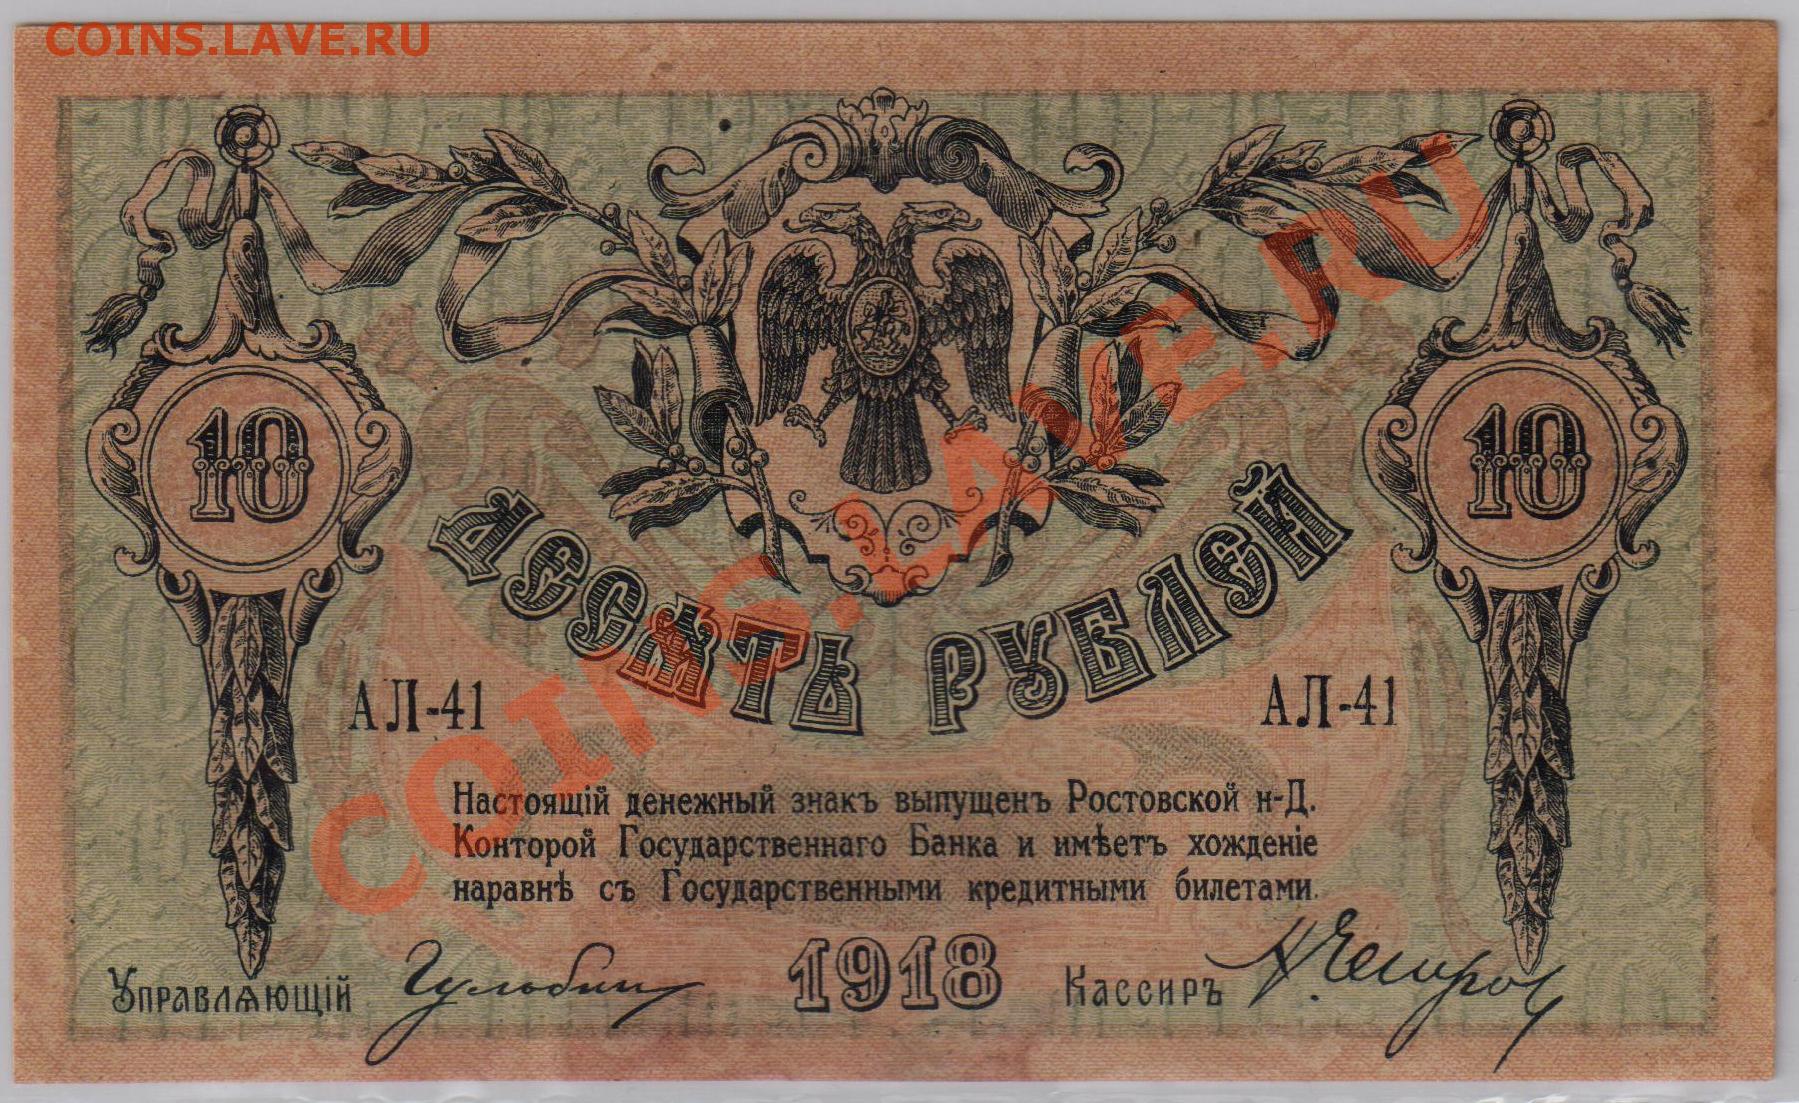 COINS.LAVE.RU
10
10
ДЕСЯТЬ РУБЛЕЙ
АЛ-41
АЛ-41
COINS.LAVE.RU
Настоящій денежный знакъ выпущенъ Ростовской н-Д.
Конторой Государственнаго Банка и имѣетъ хожденіе
наравнѣ съ Государственными кредитными билетами.
Управляющій Гульбин 1918 Кассиръ